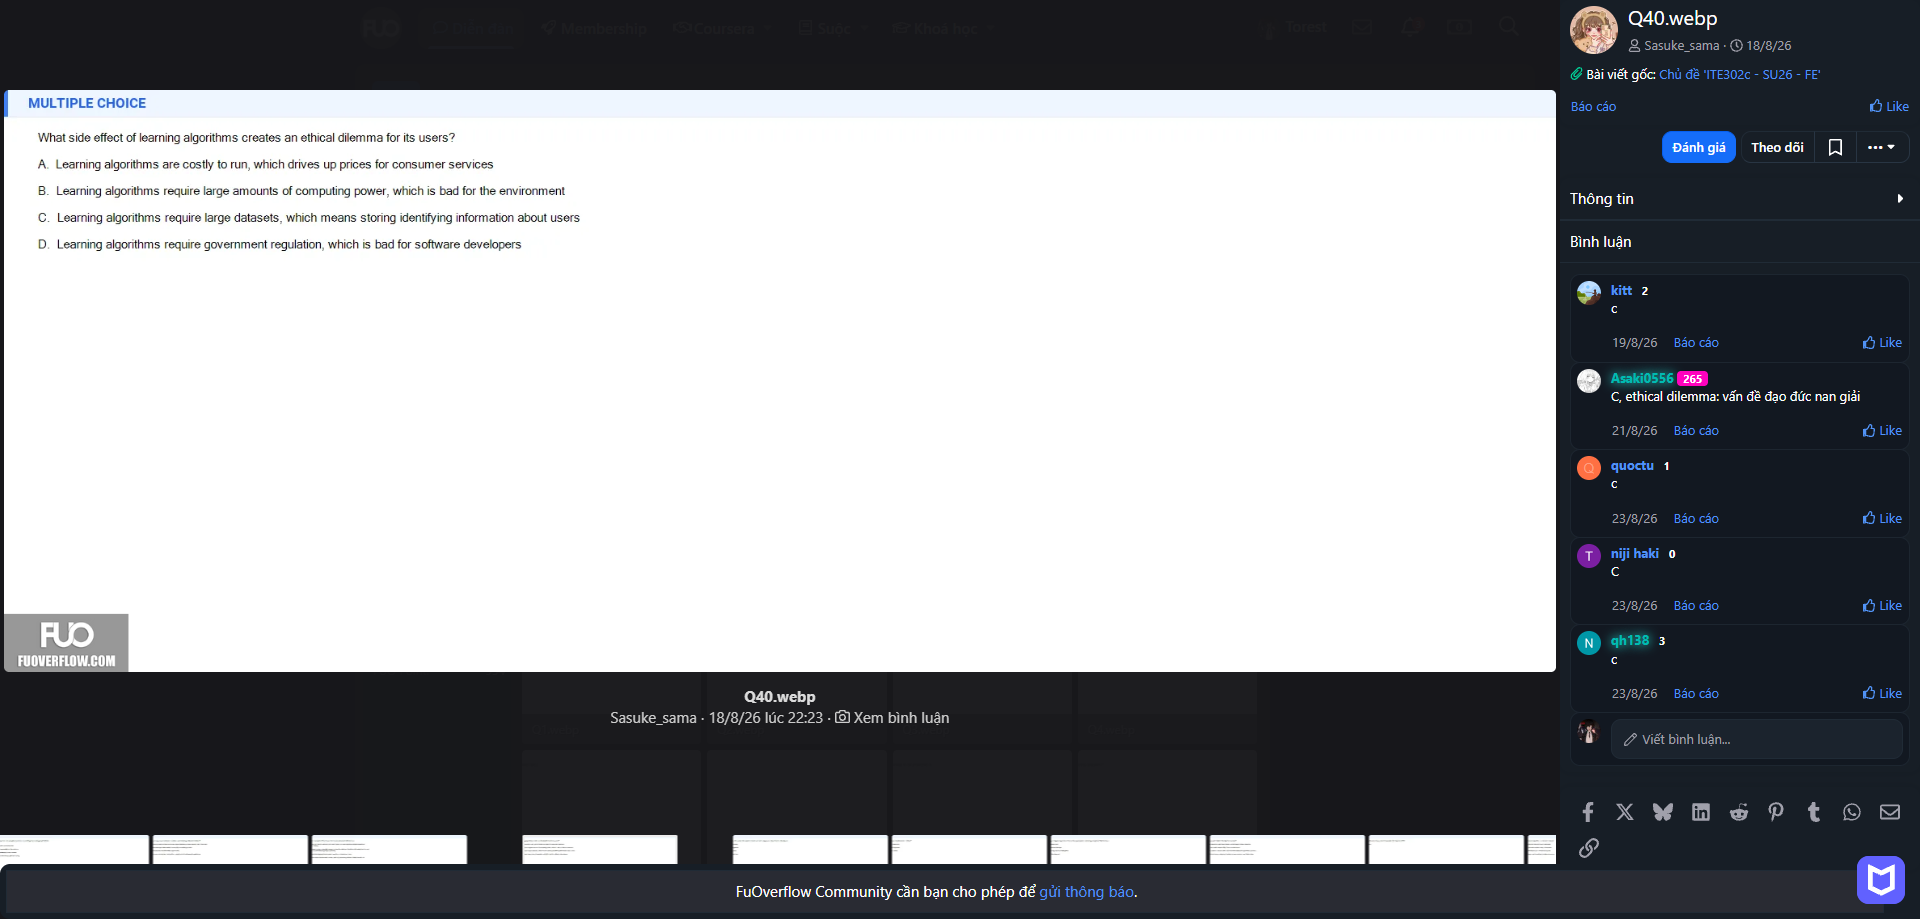 Membership
Coursera
Khoá học
Torest
MULTIPLE CHOICE
What side effect of learning algorithms creates an ethical dilemma for its users?
A. Learning algorithms are costly to run, which drives up prices for consumer services
B. Learning algorithms require large amounts of computing power, which is bad for the environment
C. Learning algorithms require large datasets, which means storing identifying information about users
D. Learning algorithms require government regulation, which is bad for software developers
FUO
FUOVERFLOW.COM
Q40.webp
Sasuke_sama · 18/8/26 lúc 22:23 · Xem bình luận
Q40.webp
Sasuke_sama · 18/8/26
Bài viết gốc: Chủ đề 'ITE302c - SU26 - FE'
Báo cáo
Like
Đánh giá
Theo dõi
Thông tin
Bình luận
kitt 2
c
19/8/26 Báo cáo Like
Asaki0556 265
C, ethical dilemma: vấn đề đạo đức nan giải
21/8/26 Báo cáo Like
Q
quoctu 1
c
23/8/26 Báo cáo Like
T
niji haki 0
C
23/8/26 Báo cáo Like
N
qh138 3
c
23/8/26 Báo cáo Like
Viết bình luận...
FuOverflow Community cần bạn cho phép để gửi thông báo.